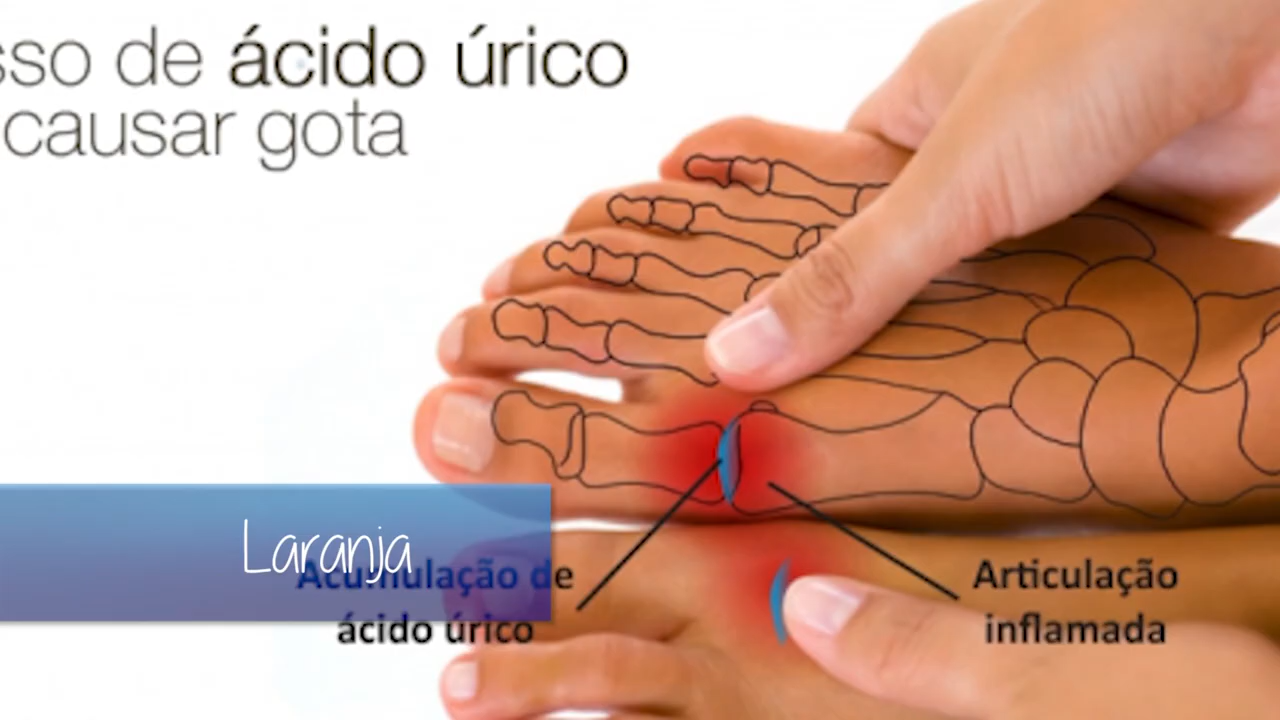 sso de ácido úrico
causar gota
Laranja
Acumulação de
ácido úrico
Articulação
inflamada